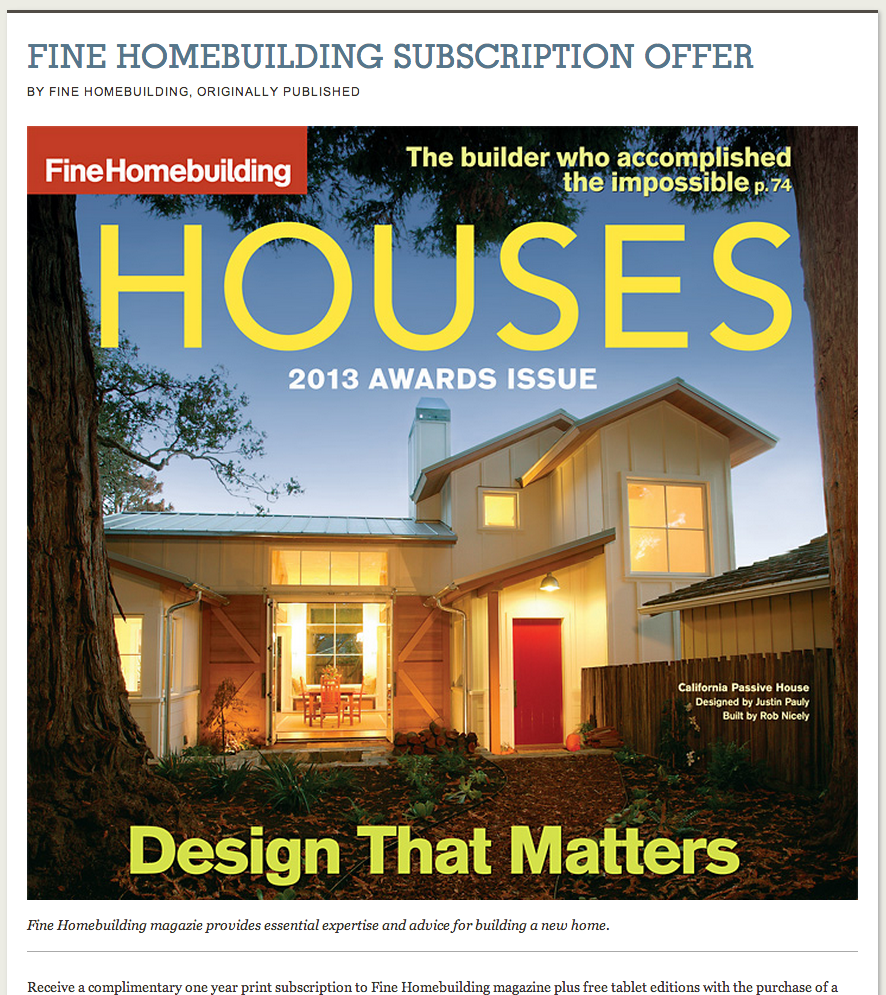 FINE HOMEBUILDING SUBSCRIPTION OFFER
BY FINE HOMEBUILDING, ORIGINALLY PUBLISHED
FineHomebuilding
The builder who accomplished
the impossible p.74
HOUSES
2013 AWARDS ISSUE
California Passive House
Designed by Justin Pauly
Built by Rob Nicely
Design That Matters
Fine Homebuilding magazie provides essential expertise and advice for building a new home.
Receive a complimentary one year print subscription to Fine Homebuilding magazine plus free tablet editions with the purchase of a